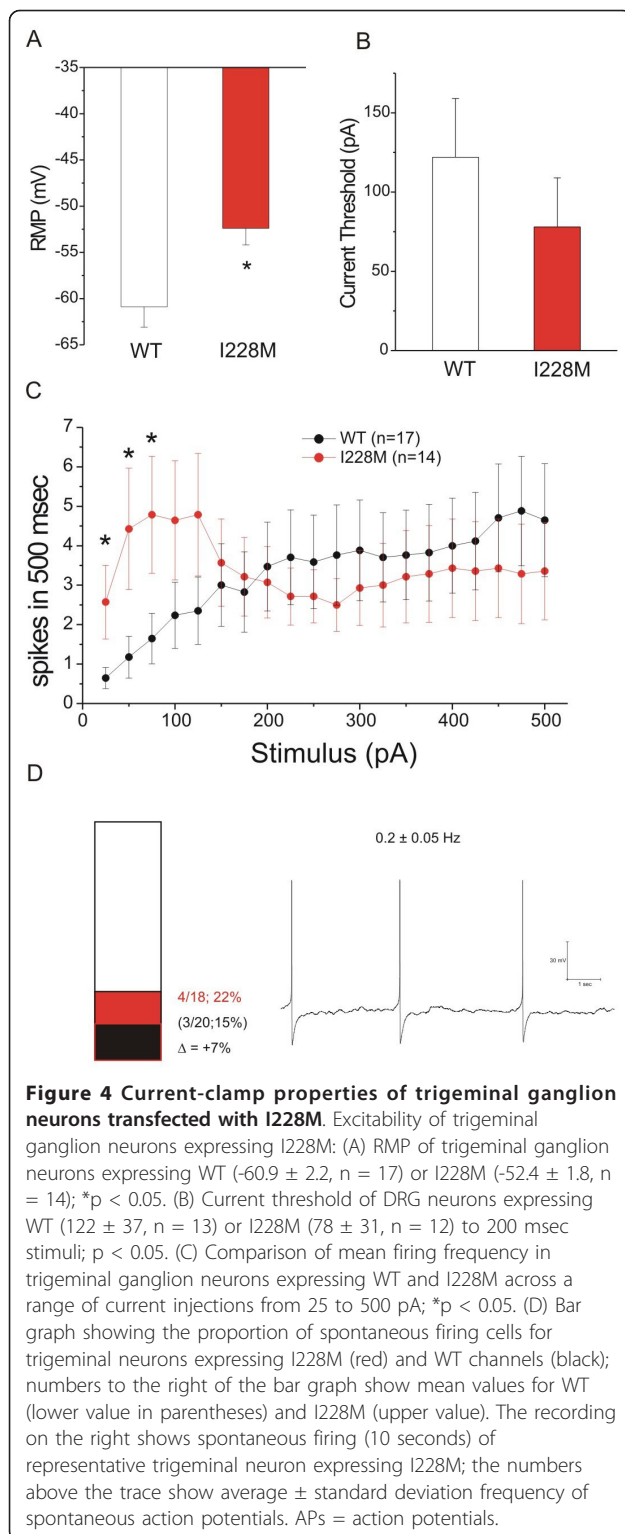 A
-35
-40
-45
-50
-55
-60
-65
RMP (mV)
*
WT
I228M
B
150
100
50
0
Current Threshold (pA)
WT
I228M
C
7
6
5
4
3
2
1
0
spikes in 500 msec
* * *
WT (n=17)
I228M (n=14)
0 100 200 300 400 500
Stimulus (pA)
D
4/18; 22%
(3/20;15%)
Δ = +7%
0.2 ± 0.05 Hz
30 mV
1 sec
Figure 4 Current-clamp properties of trigeminal ganglion
neurons transfected with I228M. Excitability of trigeminal
ganglion neurons expressing I228M: (A) RMP of trigeminal ganglion
neurons expressing WT (-60.9 ± 2.2, n = 17) or I228M (-52.4 ± 1.8, n
= 14); *p < 0.05. (B) Current threshold of DRG neurons expressing
WT (122 ± 37, n = 13) or I228M (78 ± 31, n = 12) to 200 msec
stimuli; p < 0.05. (C) Comparison of mean firing frequency in
trigeminal ganglion neurons expressing WT and I228M across a
range of current injections from 25 to 500 pA; *p < 0.05. (D) Bar
graph showing the proportion of spontaneous firing cells for
trigeminal neurons expressing I228M (red) and WT channels (black);
numbers to the right of the bar graph show mean values for WT
(lower value in parentheses) and I228M (upper value). The recording
on the right shows spontaneous firing (10 seconds) of
representative trigeminal neuron expressing I228M; the numbers
above the trace show average ± standard deviation frequency of
spontaneous action potentials. APs = action potentials.